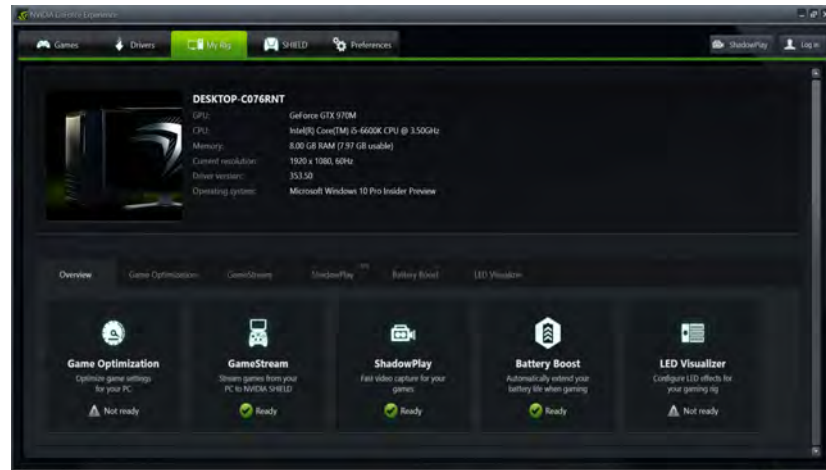 NVIDIA GeForce Experience
Games Drivers My Rig SHIELD Preferences ShadowPlay Log in
DESKTOP-C076RNT
GPU: GeForce GTX 970M
CPU: Intel(R) Core(TM) i5-6600K CPU @ 3.50GHz
Memory: 8.00 GB RAM (7.97 GB usable)
Current resolution: 1920 x 1080, 60Hz
Driver version: 353.50
Operating system: Microsoft Windows 10 Pro Insider Preview
Overview Game Optimization GameStream ShadowPlay Battery Boost LED Visualizer
Game Optimization
Optimize game settings
for your PC
Not ready
GameStream
Stream games from your
PC to NVIDIA SHIELD
Ready
ShadowPlay
Fast video capture for your
games
Ready
Battery Boost
Automatically extend your
battery life when gaming
Ready
LED Visualizer
Configure LED effects for
your gaming rig
Not ready